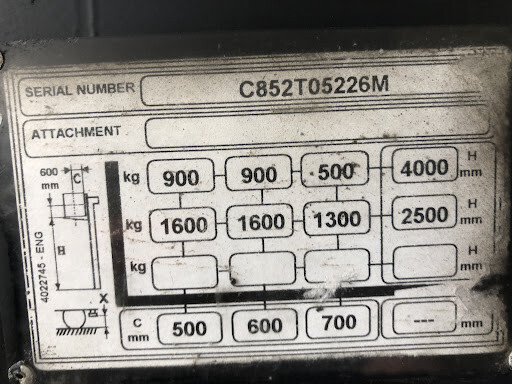 SERIAL NUMBER C852T05226M
ATTACHMENT
600 mm C kg 900 900 500 4000 H mm
H kg 1600 1600 1300 2500 H mm
kg H mm
X
C mm 500 600 700 --- mm
4022745 - ENG